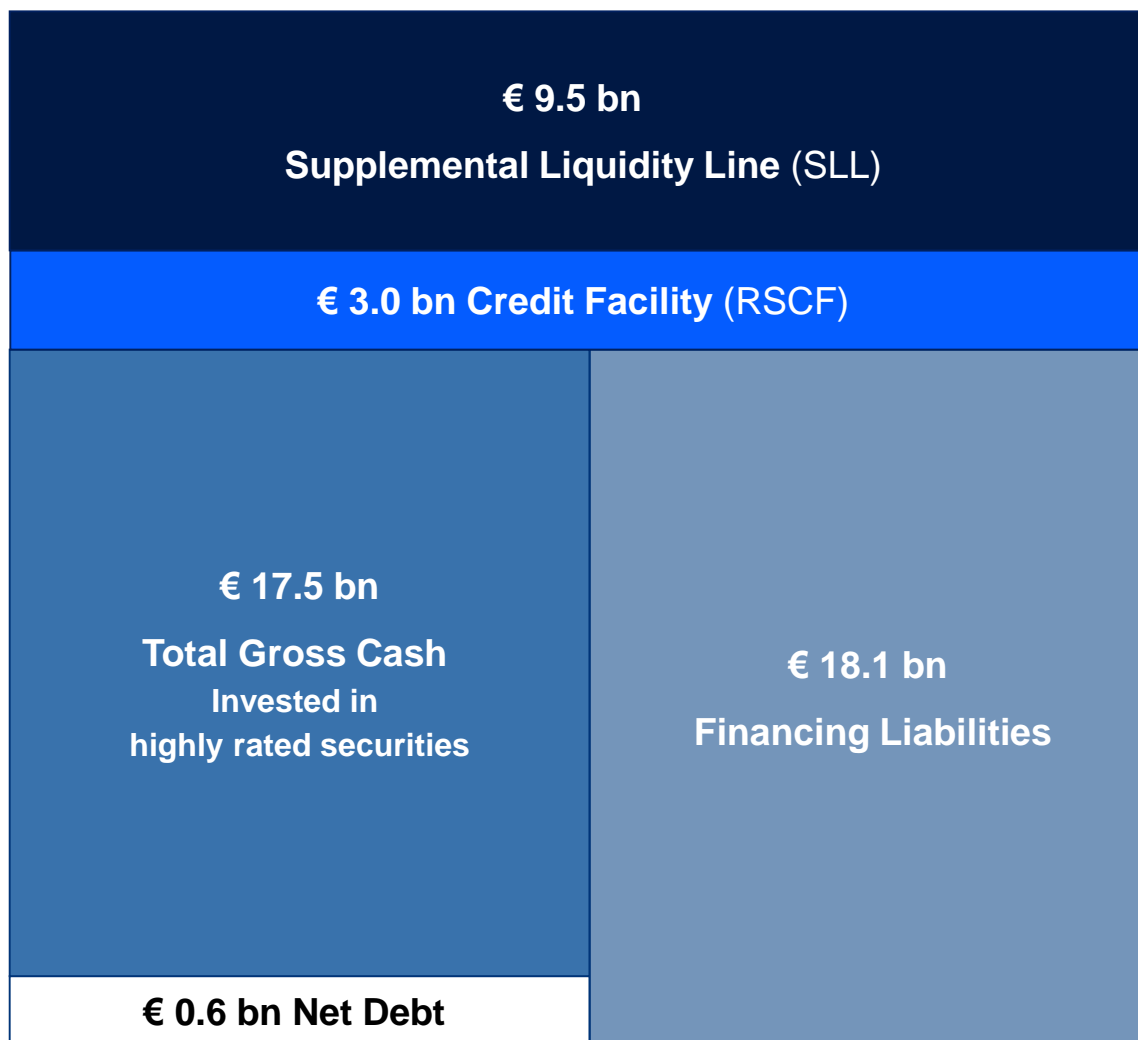 € 9.5 bn
Supplemental Liquidity Line (SLL)
€ 3.0 bn Credit Facility (RSCF)
€ 17.5 bn
Total Gross Cash
Invested in
highly rated securities
€ 18.1 bn
Financing Liabilities
€ 0.6 bn Net Debt